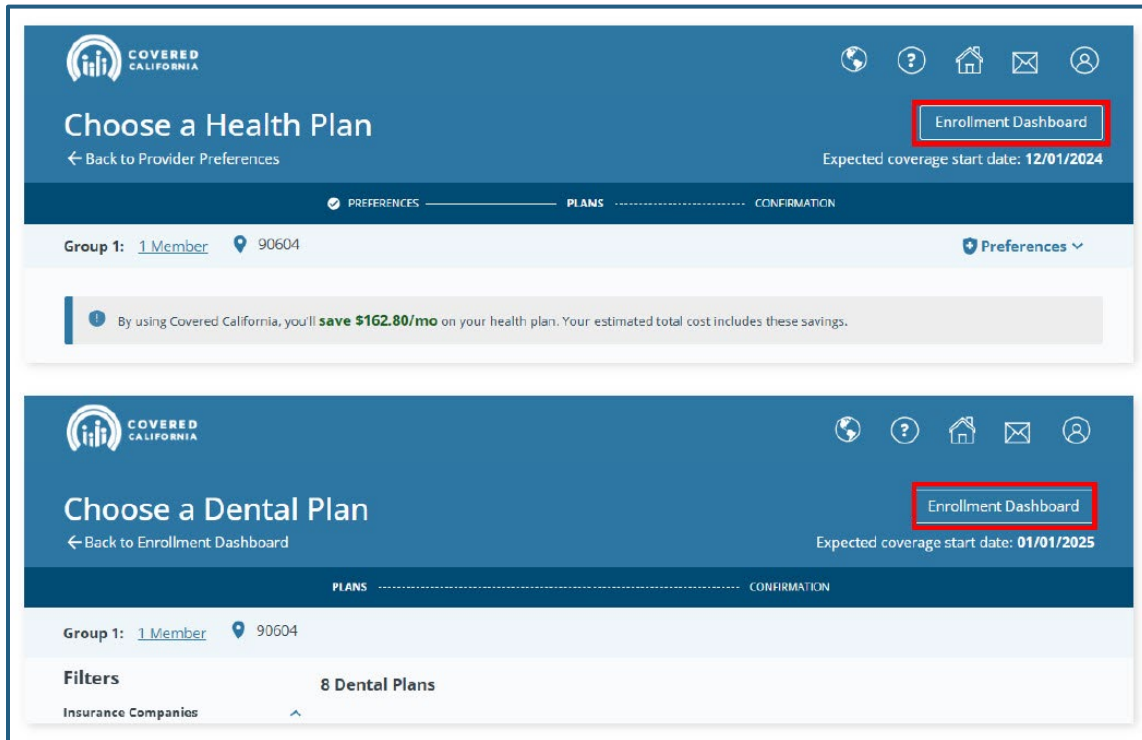 COVERED
CALIFORNIA
Choose a Health Plan
Enrollment Dashboard
← Back to Provider Preferences
Expected coverage start date: 12/01/2024
PREFERENCES PLANS CONFIRMATION
Group 1: 1 Member 90604 Preferences
By using Covered California, you'll save $162.80/mo on your health plan. Your estimated total cost includes these savings.
COVERED
CALIFORNIA
Choose a Dental Plan
Enrollment Dashboard
← Back to Enrollment Dashboard
Expected coverage start date: 01/01/2025
PLANS CONFIRMATION
Group 1: 1 Member 90604
Filters
8 Dental Plans
Insurance Companies